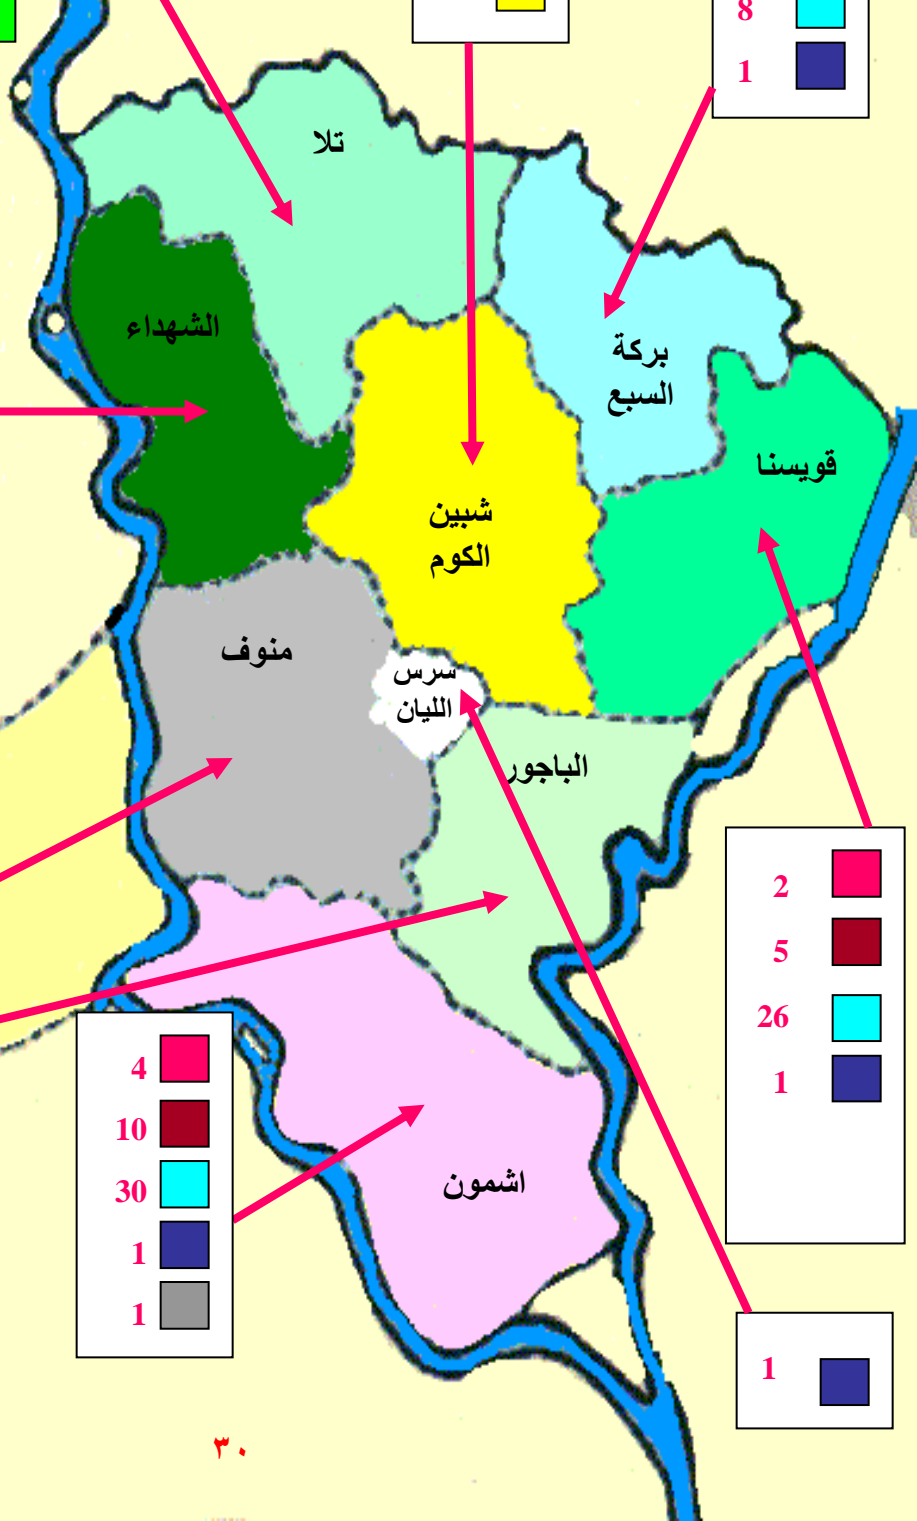 8
1
تلا
الشهداء
بركة
السبع
قويسنا
شبين
الكوم
منوف
سرس
الليان
الباجور
2
5
26
1
4
10
30
1
1
اشمون
1
٣٠